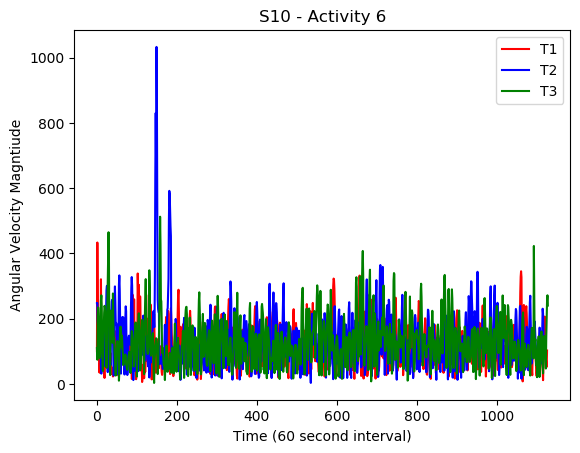 S10 - Activity 6
T1
T2
T3
1000
800
600
400
200
0
Angular Velocity Magntiude
0 200 400 600 800 1000
Time (60 second interval)